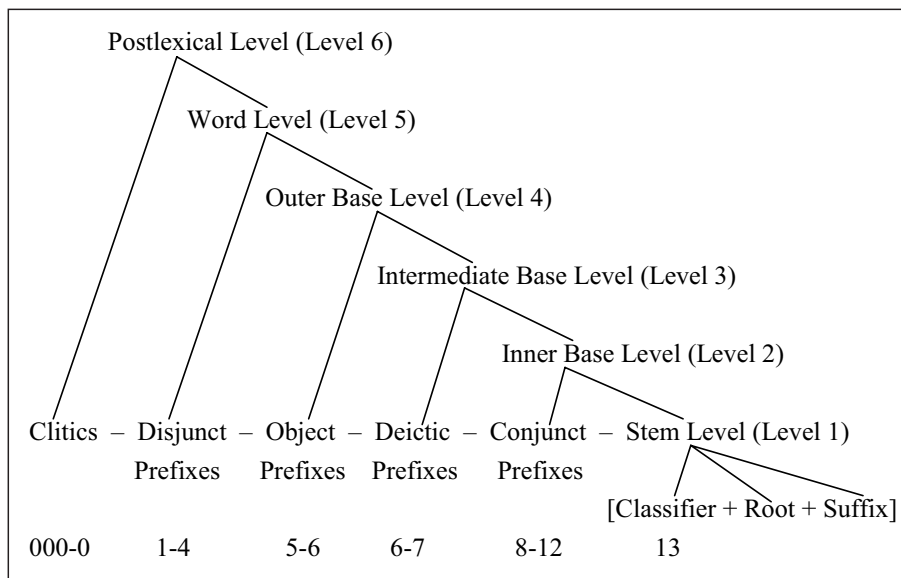 Postlexical Level (Level 6)
Word Level (Level 5)
Outer Base Level (Level 4)
Intermediate Base Level (Level 3)
Inner Base Level (Level 2)
Clitics – Disjunct – Object – Deictic – Conjunct – Stem Level (Level 1)
Prefixes Prefixes Prefixes Prefixes
[Classifier + Root + Suffix]
000-0 1-4 5-6 6-7 8-12 13